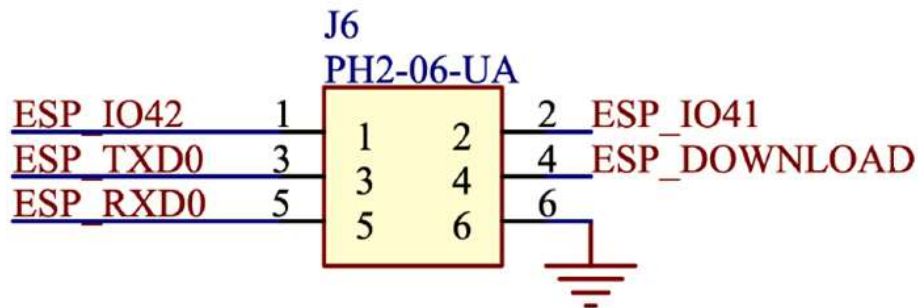 J6
PH2-06-UA
ESP_IO42 1 1 2 2 ESP_IO41
ESP_TXD0 3 3 4 4 ESP_DOWNLOAD
ESP_RXD0 5 5 6 6